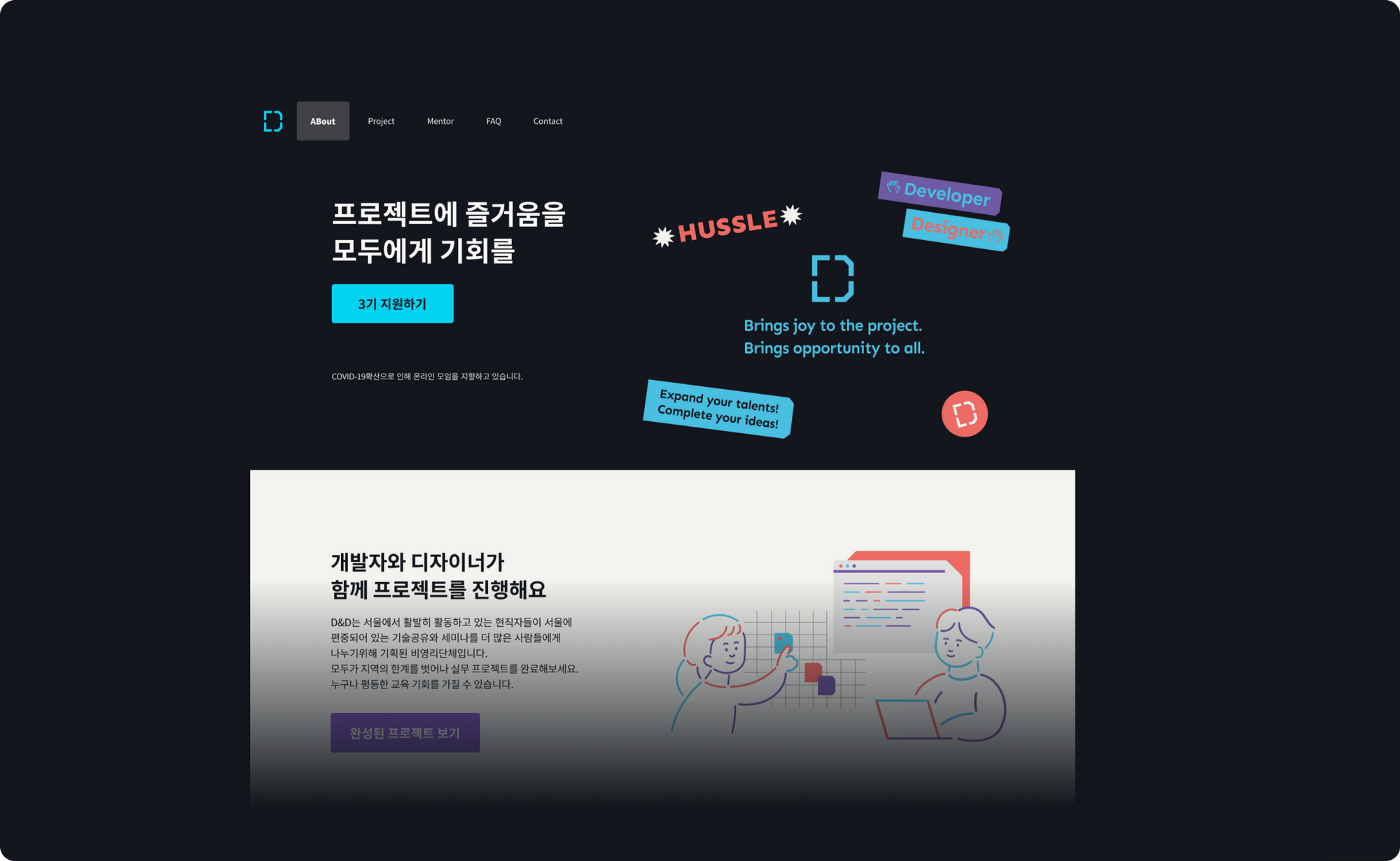 ABout
Project
Mentor
FAQ
Contact
프로젝트에 즐거움을
모두에게 기회를
3기 지원하기
COVID-19확산으로 인해 온라인 모임을 지향하고 있습니다.
HUSSLE
Developer
Designer
Brings joy to the project.
Brings opportunity to all.
Expand your talents!
Complete your ideas!
개발자와 디자이너가
함께 프로젝트를 진행해요
D&D는 서울에서 활발히 활동하고 있는 현직자들이 서울에
편중되어 있는 기술공유와 세미나를 더 많은 사람들에게
나누기위해 기획된 비영리단체입니다.
모두가 지역의 한계를 벗어나 실무 프로젝트를 완료해보세요.
누구나 평등한 교육 기회를 가질 수 있습니다.
완성된 프로젝트 보기